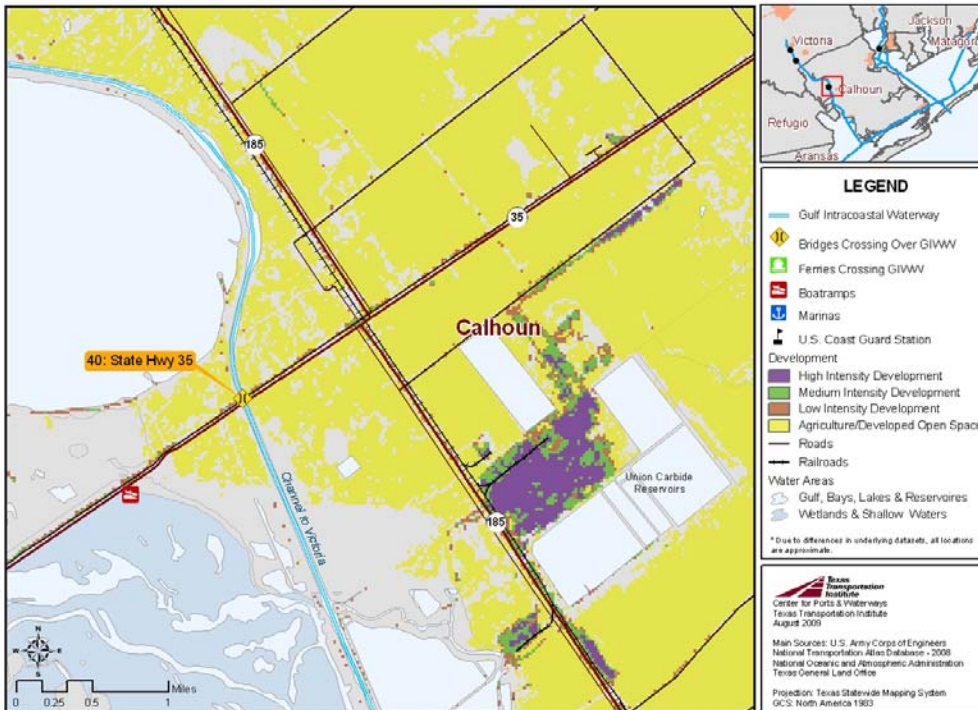 185
35
Calhoun
40: State Hwy 35
Channel to Victoria
Union Carbide
Reservoirs
185
N
W
E
S
Miles
0 0.25 0.5 1
Jackson
Victoria
Matagord
Calhoun
Refugio
Aransas
LEGEND
Gulf Intracoastal Waterway
Bridges Crossing Over GIWW
Ferries Crossing GIWW
Boatramps
Marinas
U.S. Coast Guard Station
Development
High Intensity Development
Medium Intensity Development
Low Intensity Development
Agriculture/Developed Open Space
Roads
Railroads
Water Areas
Gulf, Bays, Lakes & Reservoires
Wetlands & Shallow Waters
* Due to differences in underlying datasets, all locations
are approximate.
Texas
Transportation
Institute
Center for Ports & Waterways
Texas Transportation Institute
August 2009
Main Sources: U.S. Army Corps of Engineers
National Transportation Atlas Database - 2008
National Oceanic and Atmospheric Administration
Texas General Land Office
Projection: Texas Statewide Mapping System
GCS: North America 1983